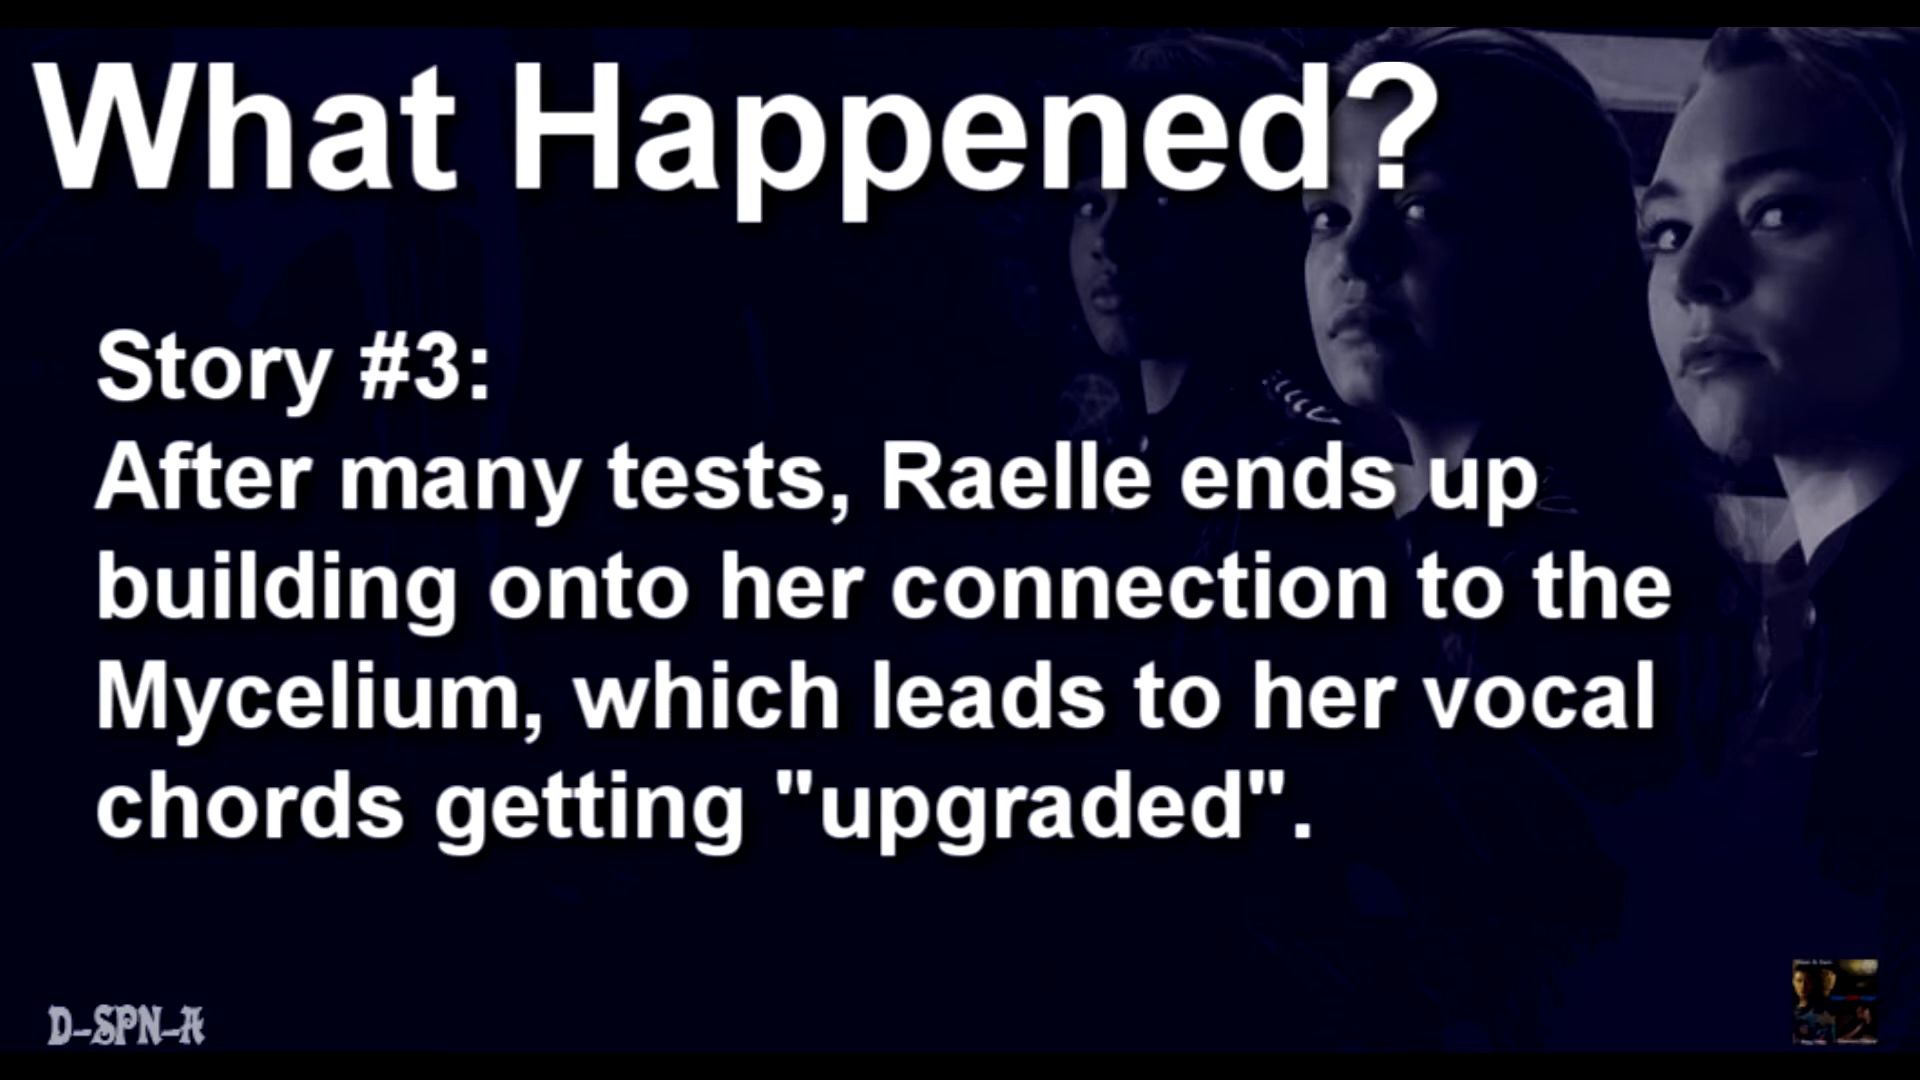 What Happened?
Story #3:
After many tests, Raelle ends up
building onto her connection to the
Mycelium, which leads to her vocal
chords getting "upgraded".
D-SPN-A